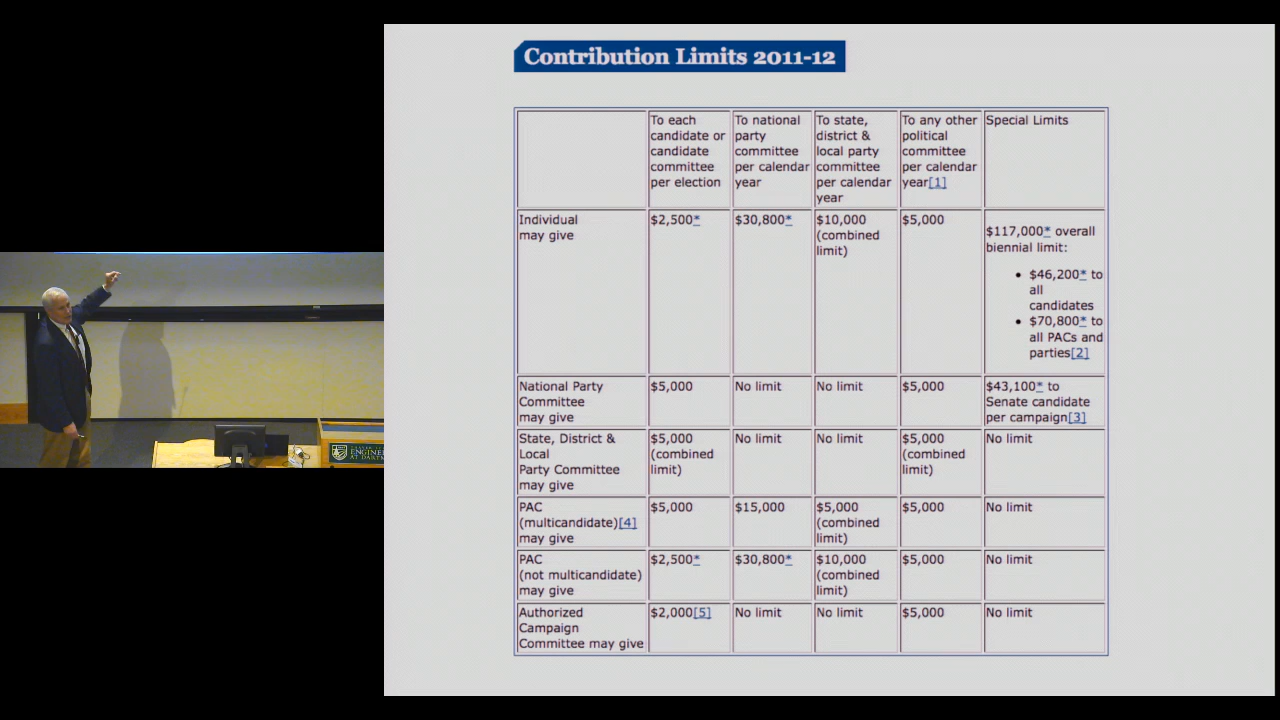 Contribution Limits 2011-12
To each
candidate or
candidate
committee
per election
To national
party
committee
per calendar
year
To state,
district &
local party
committee
per calendar
year
To any other
political
committee
per calendar
year[1]
Special Limits
Individual
may give
$2,500*
$30,800*
$10,000
(combined
limit)
$5,000
$117,000* overall
biennial limit:
• $46,200* to
all
candidates
• $70,800* to
all PACs and
parties[2]
National Party
Committee
may give
$5,000
No limit
No limit
$5,000
$43,100* to
Senate candidate
per campaign[3]
State, District &
Local
Party Committee
may give
$5,000
(combined
limit)
No limit
No limit
$5,000
(combined
limit)
No limit
PAC
(multicandidate)[4]
may give
$5,000
$15,000
$5,000
(combined
limit)
$5,000
No limit
PAC
(not multicandidate)
may give
$2,500*
$30,800*
$10,000
(combined
limit)
$5,000
No limit
Authorized
Campaign
Committee may give
$2,000[5]
No limit
No limit
$5,000
No limit